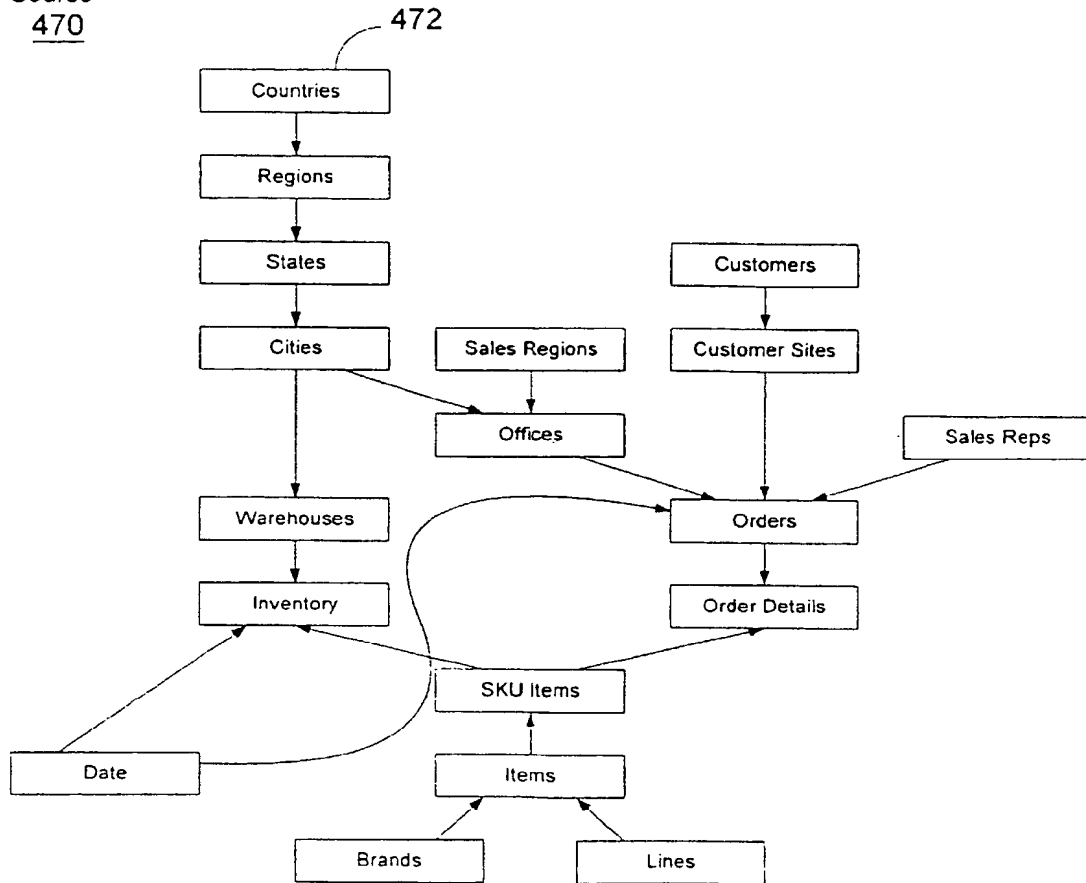 470
472
Countries
Regions
States
Customers
Cities
Sales Regions
Customer Sites
Offices
Sales Reps
Warehouses
Orders
Inventory
Order Details
SKU Items
Date
Items
Brands
Lines